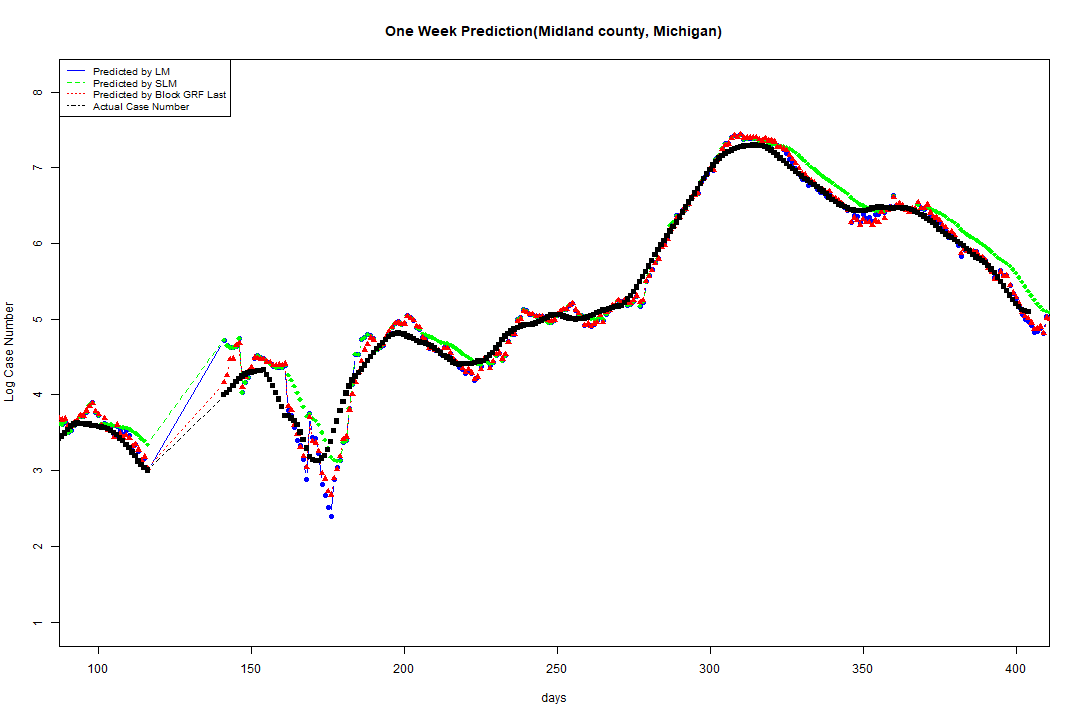 One Week Prediction(Midland county, Michigan)
Predicted by LM
Predicted by SLM
Predicted by Block GRF Last
Actual Case Number
8
7
6
5
4
3
2
1
Log Case Number
100 150 200 250 300 350 400
days